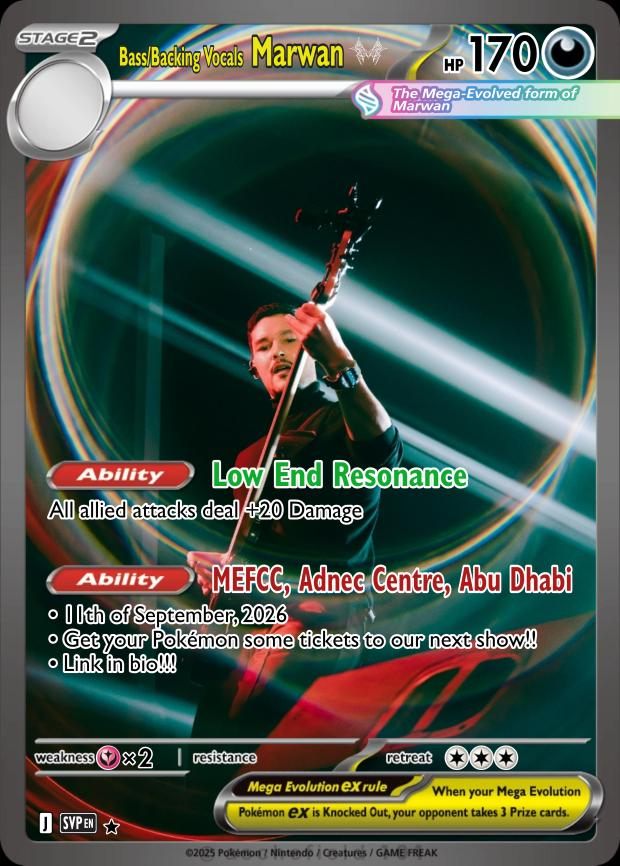 STAGE2
Bass/Backing Vocals Marwan HP 170
The Mega-Evolved form of
Marwan
Ability Low End Resonance
All allied attacks deal +20 Damage
Ability MEFCC, Adnec Centre, Abu Dhabi
• 11th of September, 2026
• Get your Pokémon some tickets to our next show!!
• Link in bio!!!
weakness ×2 resistance retreat
Mega Evolution ex rule When your Mega Evolution
Pokémon ex is Knocked Out, your opponent takes 3 Prize cards.
J SVP EN
©2025 Pokémon / Nintendo / Creatures / GAME FREAK